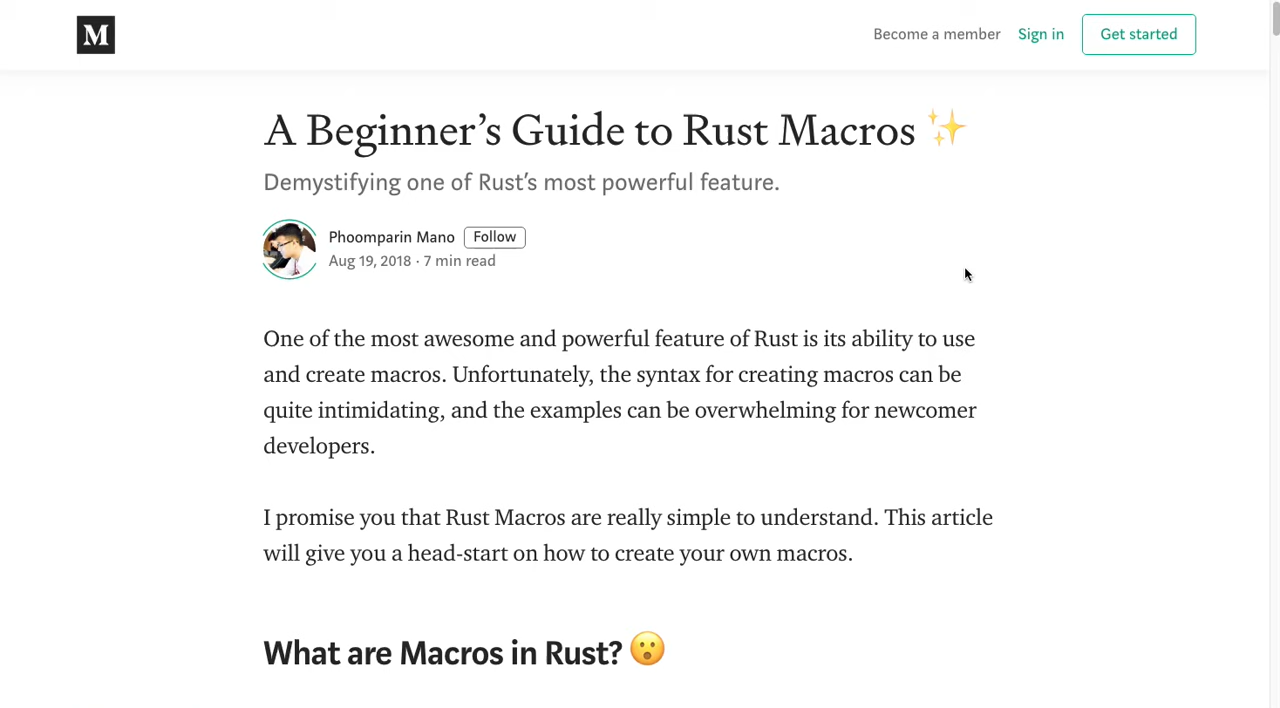 M
Become a member
Sign in
Get started
A Beginner’s Guide to Rust Macros ✨
Demystifying one of Rust’s most powerful feature.
Phoomparin Mano Follow
Aug 19, 2018 · 7 min read
One of the most awesome and powerful feature of Rust is its ability to use
and create macros. Unfortunately, the syntax for creating macros can be
quite intimidating, and the examples can be overwhelming for newcomer
developers.
I promise you that Rust Macros are really simple to understand. This article
will give you a head-start on how to create your own macros.
What are Macros in Rust? 😮